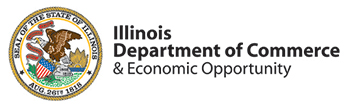 SEAL OF THE STATE OF ILLINOIS
AUG. 26TH 1818
Illinois
Department of Commerce
& Economic Opportunity